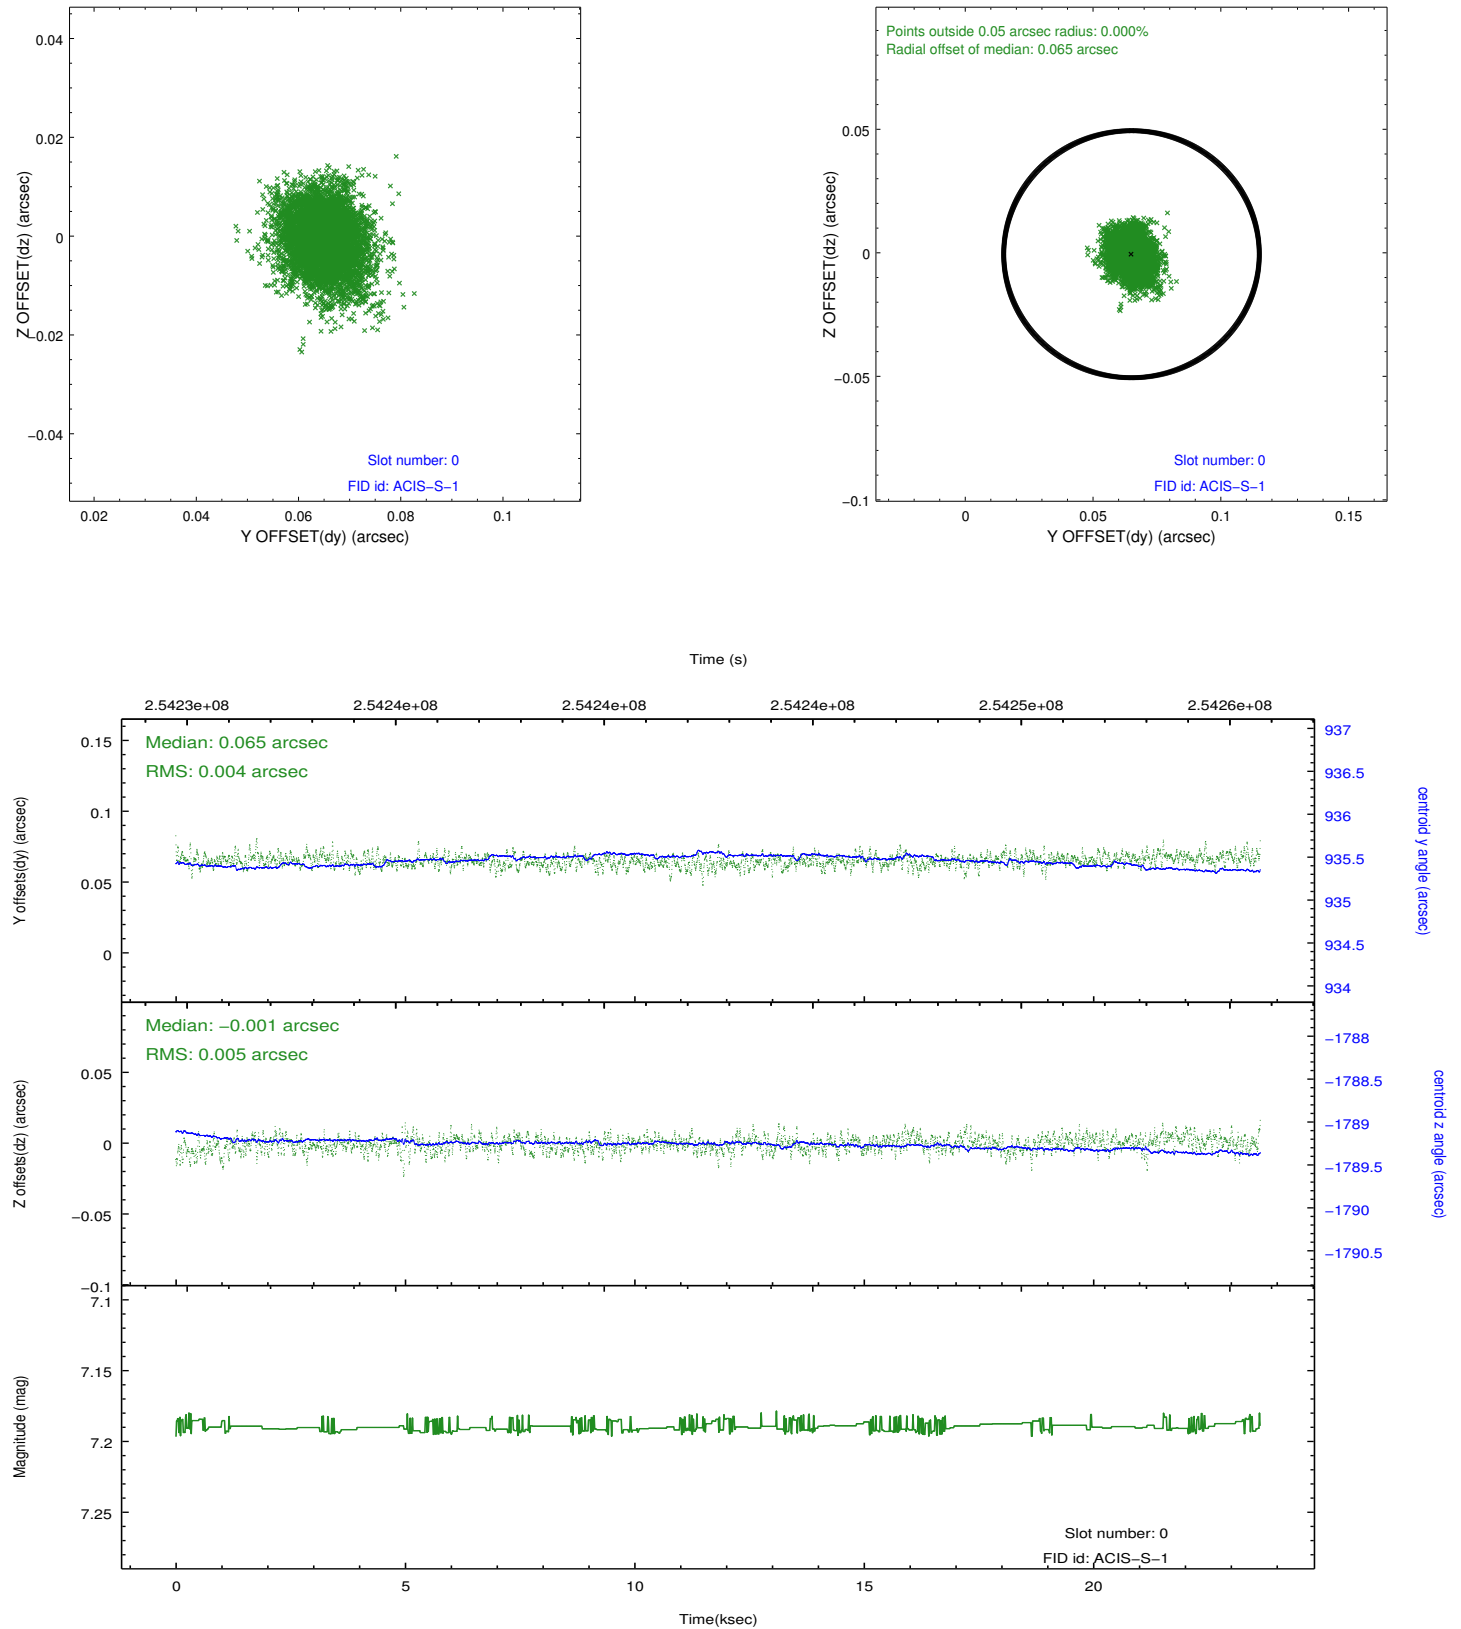 0.04
0.02
0
−0.02
−0.04
Z OFFSET(dz) (arcsec)
Slot number: 0
FID id: ACIS−S−1
0.02 0.04 0.06 0.08 0.1
Y OFFSET(dy) (arcsec)
Points outside 0.05 arcsec radius: 0.000%
Radial offset of median: 0.065 arcsec
0.05
0
−0.05
−0.1
Z OFFSET(dz) (arcsec)
Slot number: 0
FID id: ACIS−S−1
0 0.05 0.1 0.15
Y OFFSET(dy) (arcsec)
Time (s)
2.5423e+08 2.5424e+08 2.5424e+08 2.5424e+08 2.5425e+08 2.5426e+08
Median: 0.065 arcsec
RMS: 0.004 arcsec
0.15
0.1
0.05
0
Y offsets(dy) (arcsec)
937
936.5
936
935.5
935
934.5
934
centroid y angle (arcsec)
Median: −0.001 arcsec
RMS: 0.005 arcsec
0.05
0
−0.05
−0.1
Z offsets(dz) (arcsec)
−1788
−1788.5
−1789
−1789.5
−1790
−1790.5
centroid z angle (arcsec)
7.1
7.15
7.2
7.25
Magnitude (mag)
Slot number: 0
FID id: ACIS−S−1
0 5 10 15 20
Time(ksec)